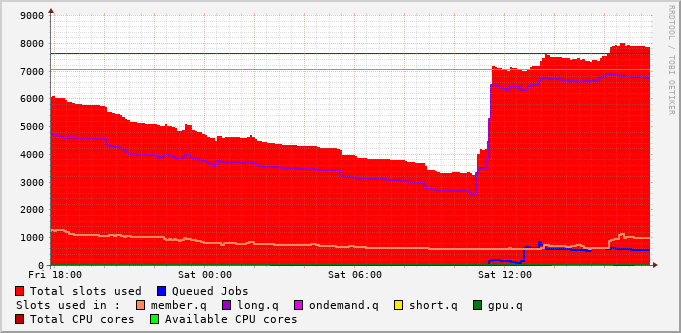 9000
8000
7000
6000
5000
4000
3000
2000
1000
0
Fri 18:00 Sat 00:00 Sat 06:00 Sat 12:00
RRDTOOL / TOBI OETIKER
Total slots used Queued Jobs
Slots used in : member.q long.q ondemand.q short.q gpu.q
Total CPU cores Available CPU cores